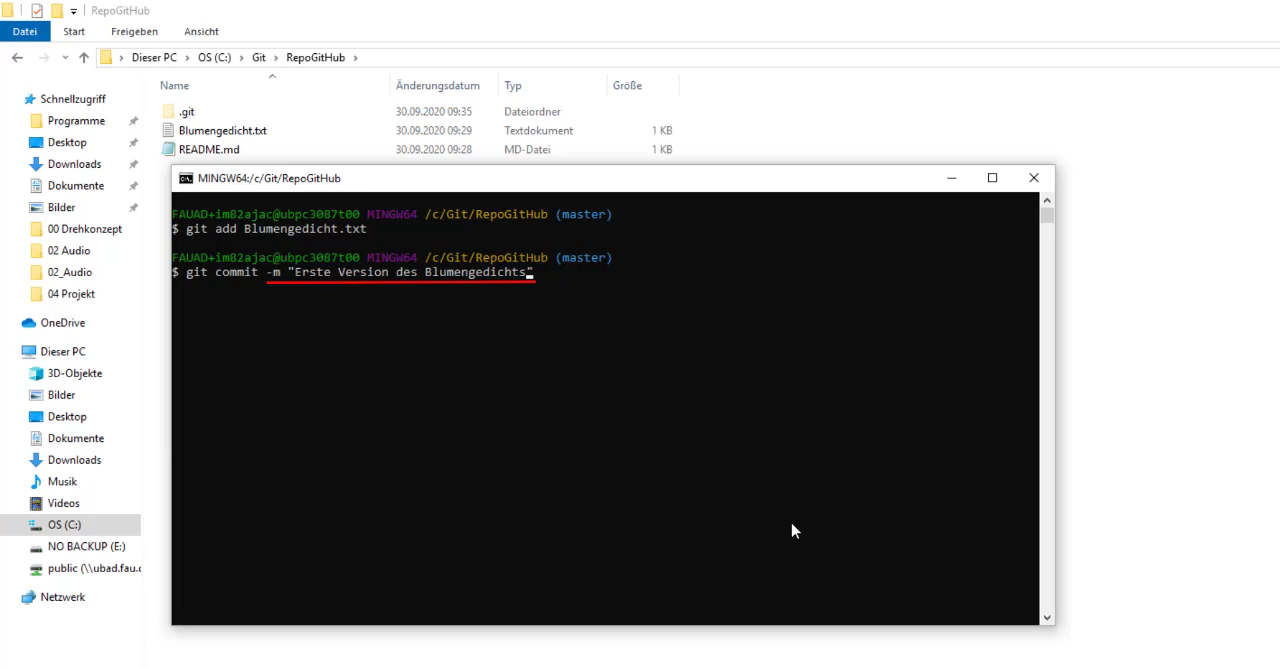 RepoGitHub
Datei Start Freigeben Ansicht
Dieser PC OS (C:) Git RepoGitHub
Name Änderungsdatum Typ Größe
.git 30.09.2020 09:35 Dateiordner
Blumengedicht.txt 30.09.2020 09:29 Textdokument 1 KB
README.md 30.09.2020 09:28 MD-Datei 1 KB
Schnellzugriff
Programme
Desktop
Downloads
Dokumente
Bilder
00 Drehkonzept
02 Audio
02_Audio
04 Projekt
OneDrive
Dieser PC
3D-Objekte
Bilder
Desktop
Dokumente
Downloads
Musik
Videos
OS (C:)
NO BACKUP (E:)
public (\\ubad.fau.
Netzwerk
MINGW64:/c/Git/RepoGitHub
FAUAD+im82ajac@ubpc3087t00 MINGW64 /c/Git/RepoGitHub (master)
$ git add Blumengedicht.txt
FAUAD+im82ajac@ubpc3087t00 MINGW64 /c/Git/RepoGitHub (master)
$ git commit -m "Erste Version des Blumengedichts"